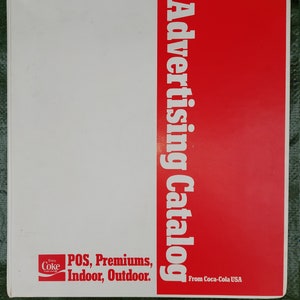 Advertising Catalog
From Coca-Cola USA
Coke
POS, Premiums,
Indoor, Outdoor.